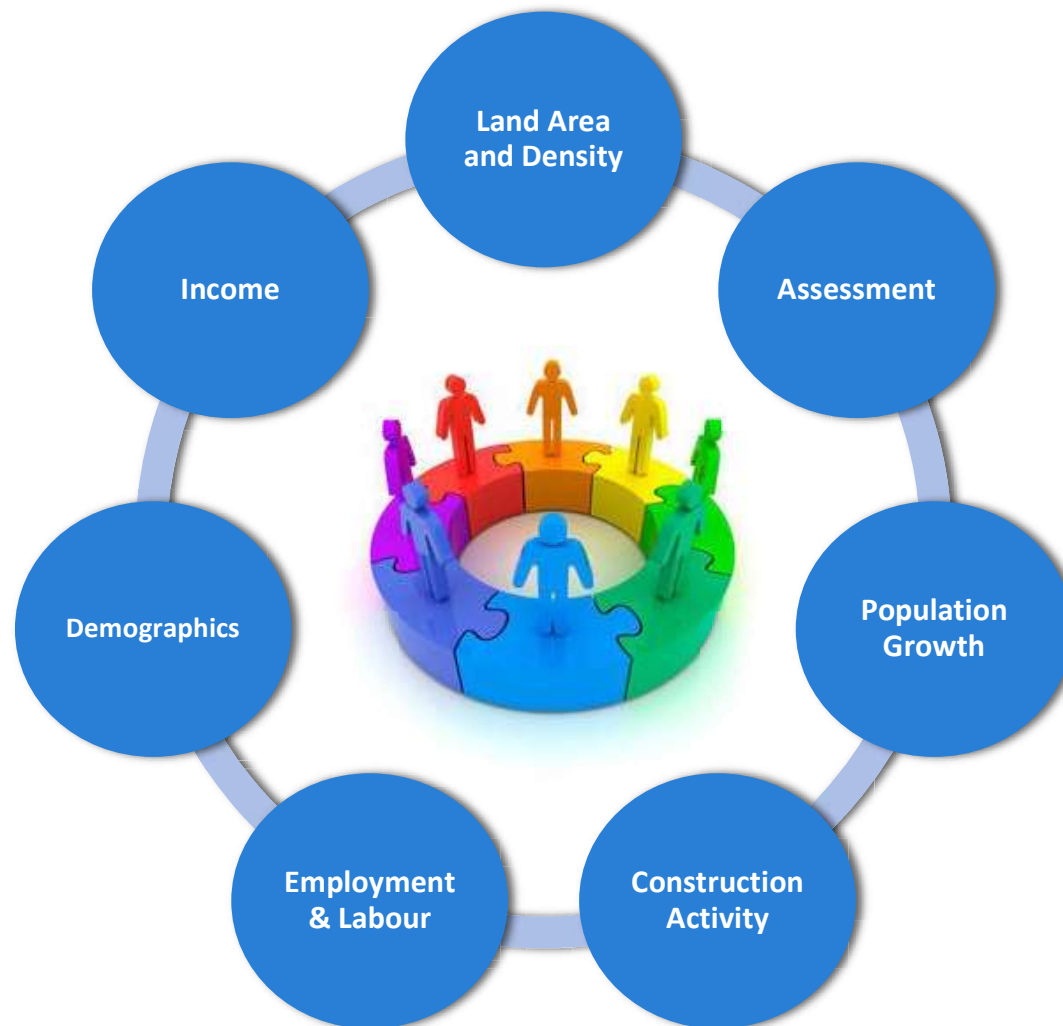 Land Area
and Density
Assessment
Population
Growth
Construction
Activity
Employment
& Labour
Demographics
Income